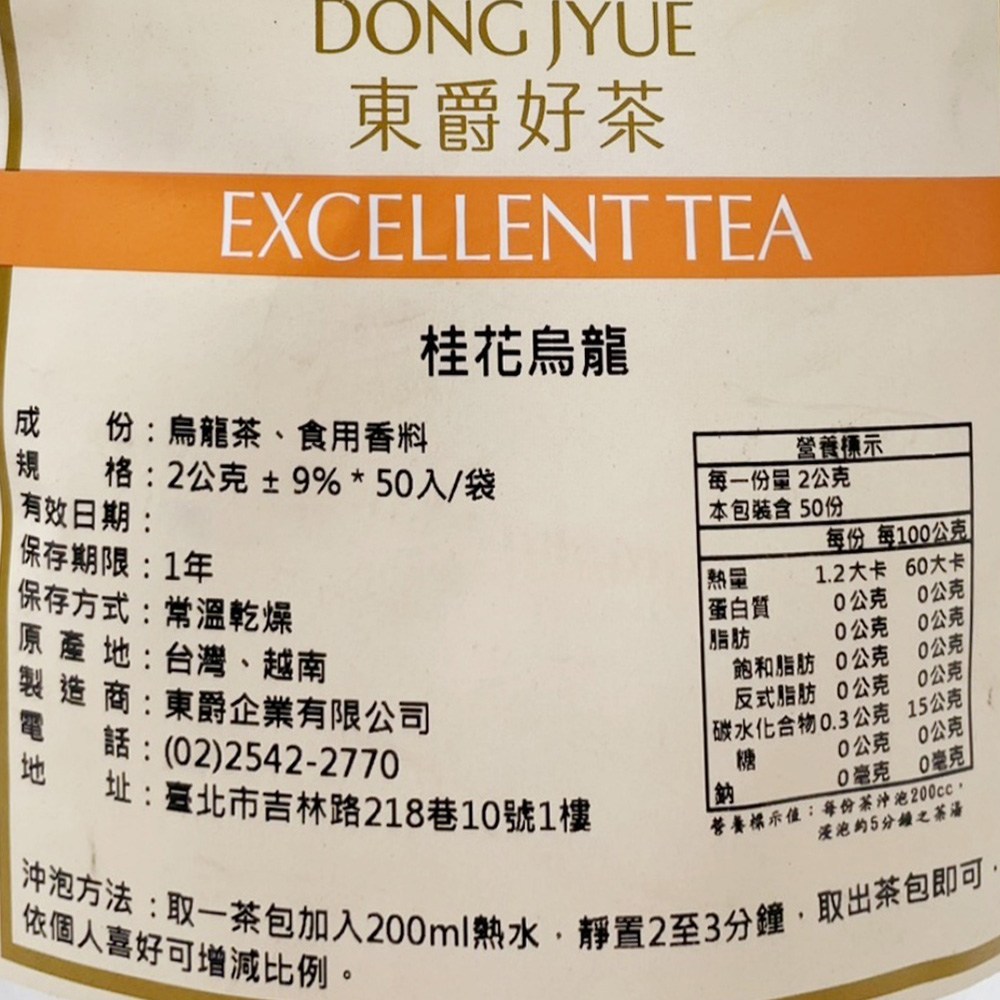 DONG JYUE
東爵好茶
EXCELLENT TEA
桂花烏龍
成份：烏龍茶、食用香料
規格：2公克 ± 9% * 50入/袋
有效日期：
保存期限：1年
保存方式：常溫乾燥
原產地：台灣、越南
製造商：東爵企業有限公司
電話：(02)2542-2770
地址：臺北市吉林路218巷10號1樓
營養標示
每一份量 2公克
本包裝含 50份
每份 每100公克
熱量 1.2大卡 60大卡
蛋白質 0公克 0公克
脂肪 0公克 0公克
飽和脂肪 0公克 0公克
反式脂肪 0公克 0公克
碳水化合物 0.3公克 15公克
糖 0公克 0公克
鈉 0毫克 0毫克
營養標示值：每份茶沖泡200cc，
浸泡約5分鐘之茶湯
沖泡方法：取一茶包加入200ml熱水，靜置2至3分鐘，取出茶包即可，
依個人喜好可增減比例。